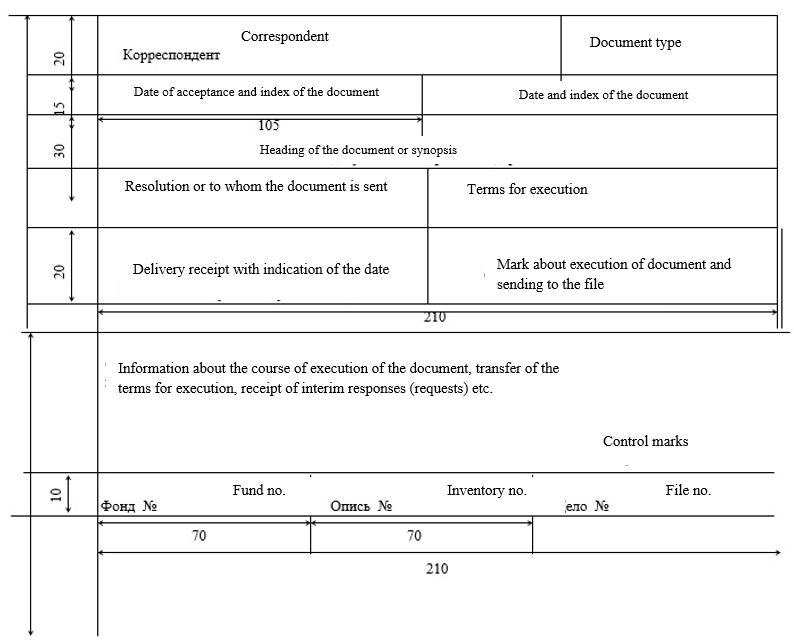 Correspondent
Корреспондент
Document type
20
Date of acceptance and index of the document
Date and index of the document
15
105
30
Heading of the document or synopsis
Resolution or to whom the document is sent
Terms for execution
20
Delivery receipt with indication of the date
Mark about execution of document and
sending to the file
210
Information about the course of execution of the document, transfer of the
terms for execution, receipt of interim responses (requests) etc.
Control marks
10
Fund no.
Inventory no.
File no.
Фонд №
Опись №
ело №
70
70
210